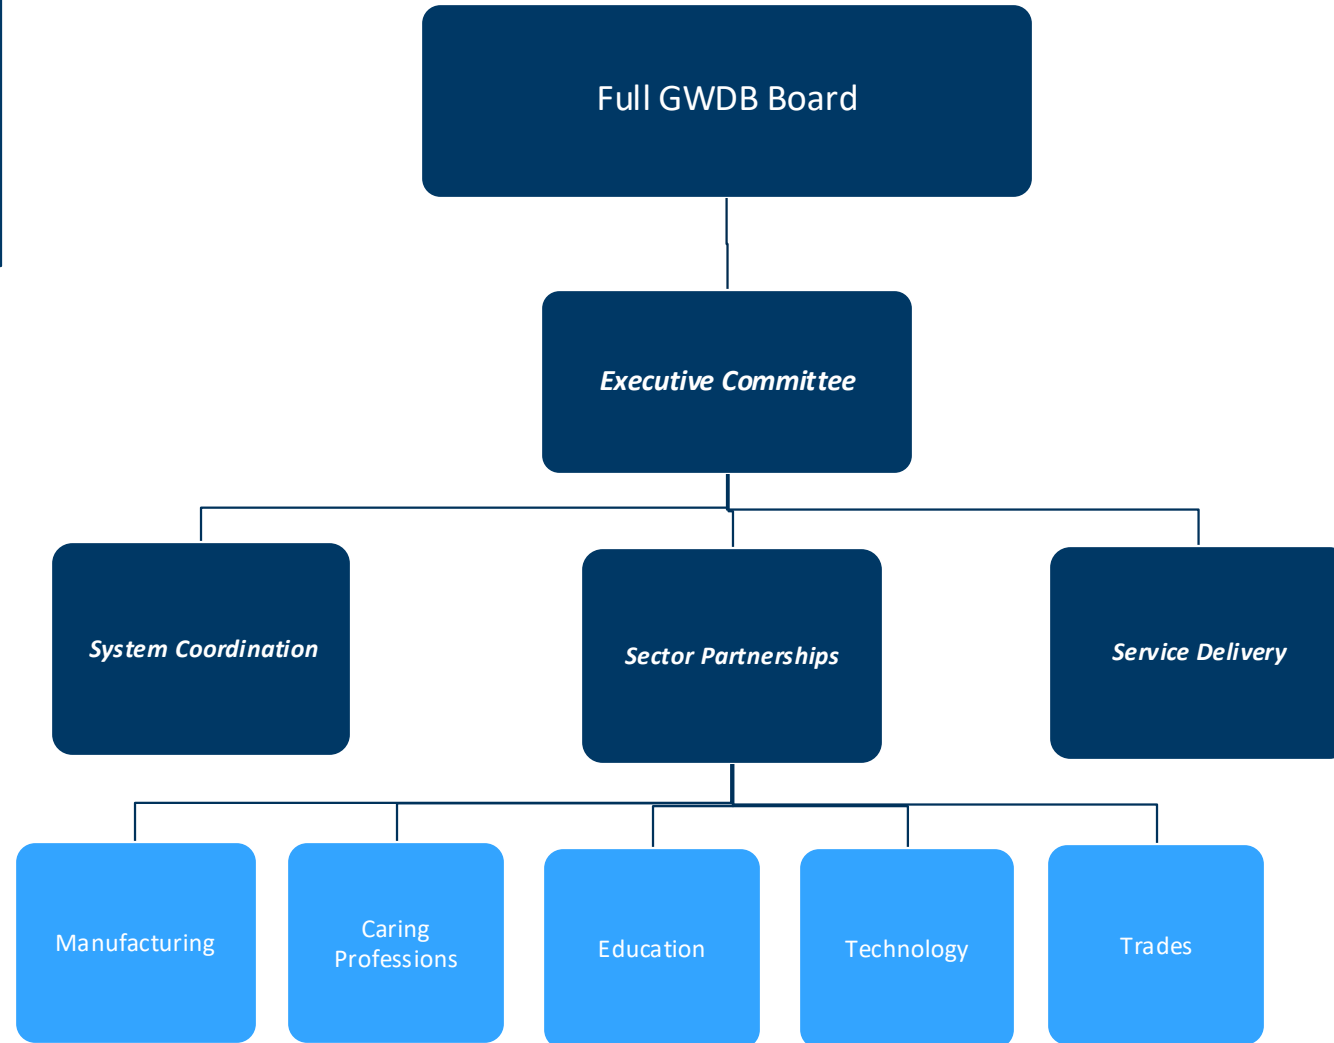 Full GWDB Board
Executive Committee
System Coordination
Sector Partnerships
Service Delivery
Manufacturing
Caring
Professions
Education
Technology
Trades